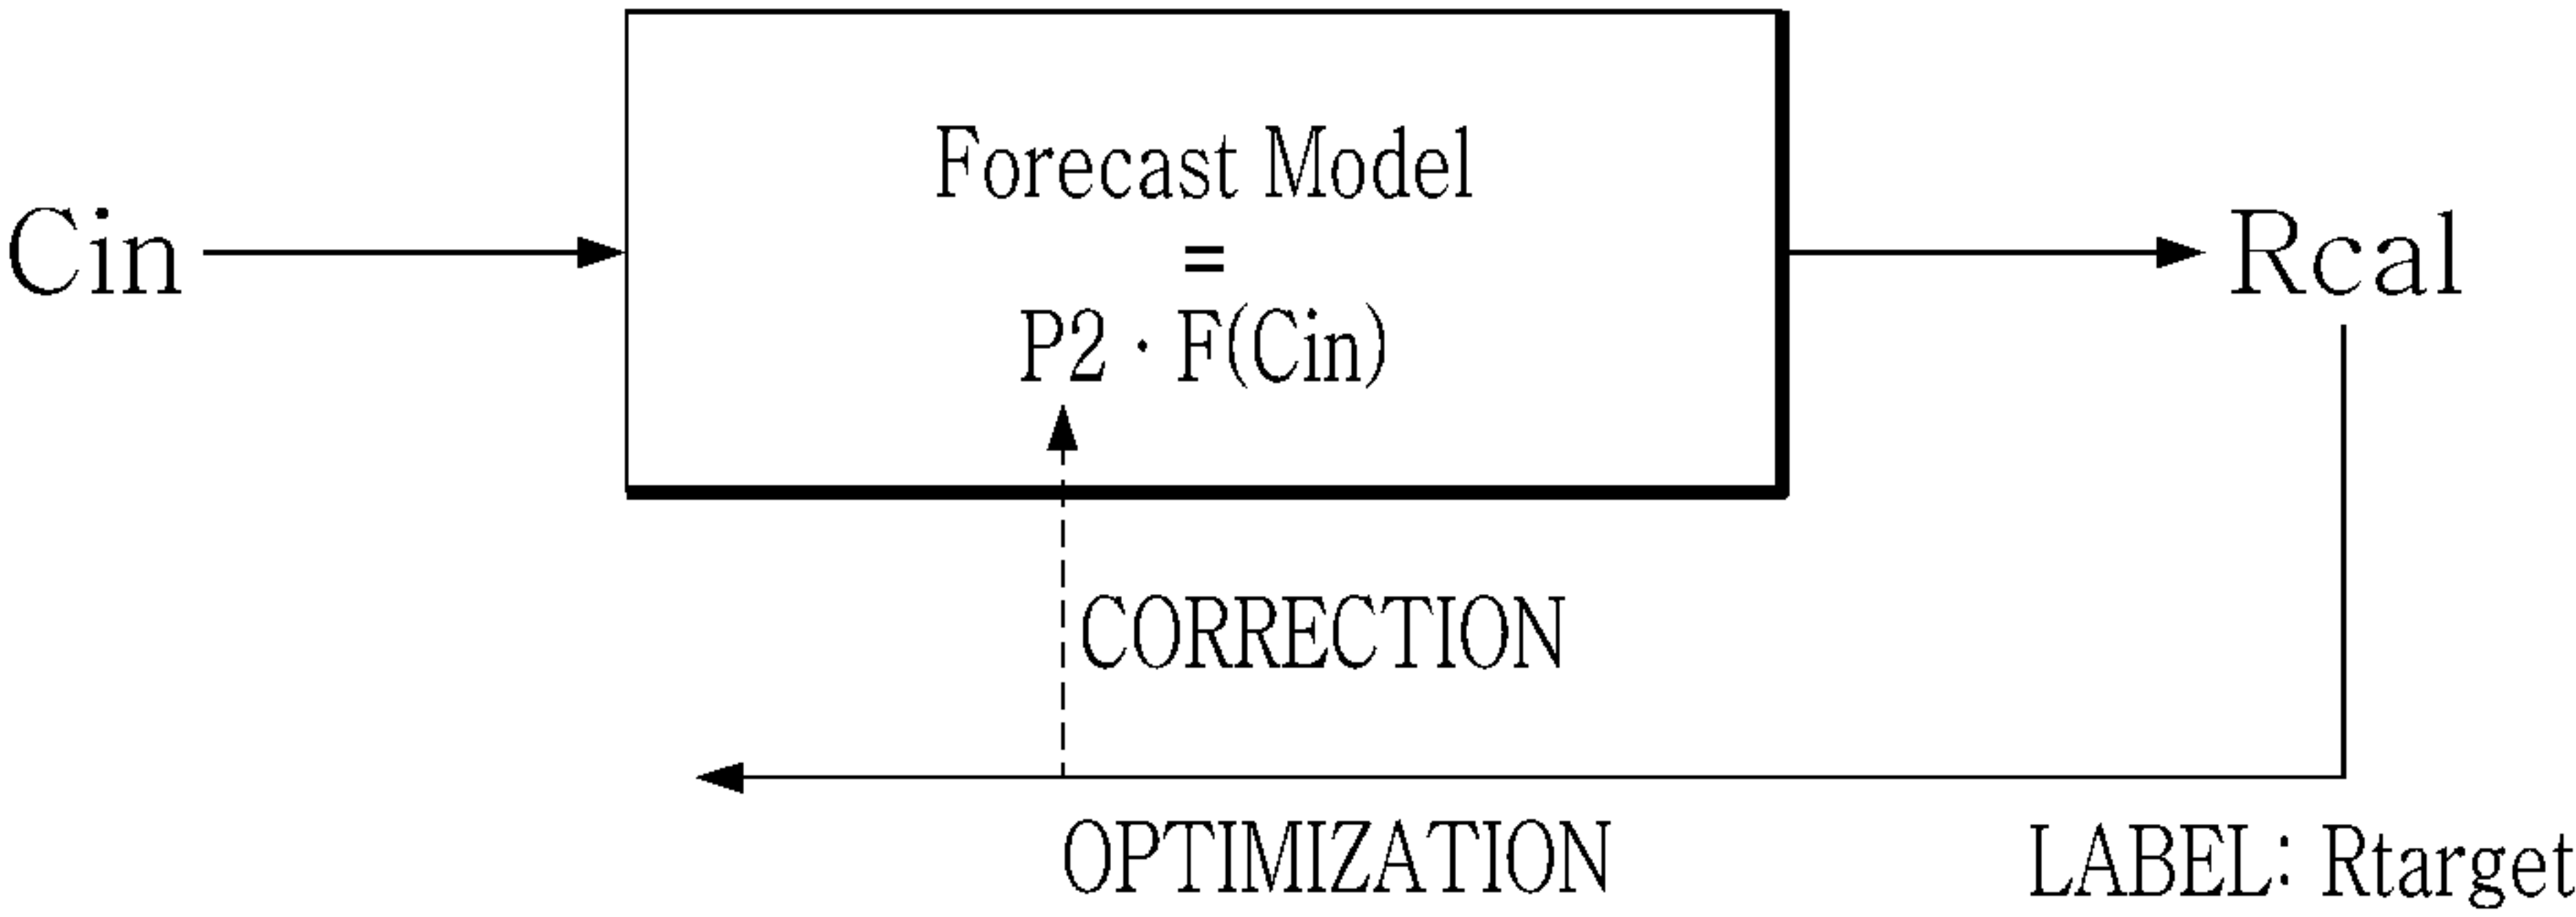 Cin
Forecast Model
=
P2 · F(Cin)
Rcal
CORRECTION
OPTIMIZATION
LABEL: Rtarget